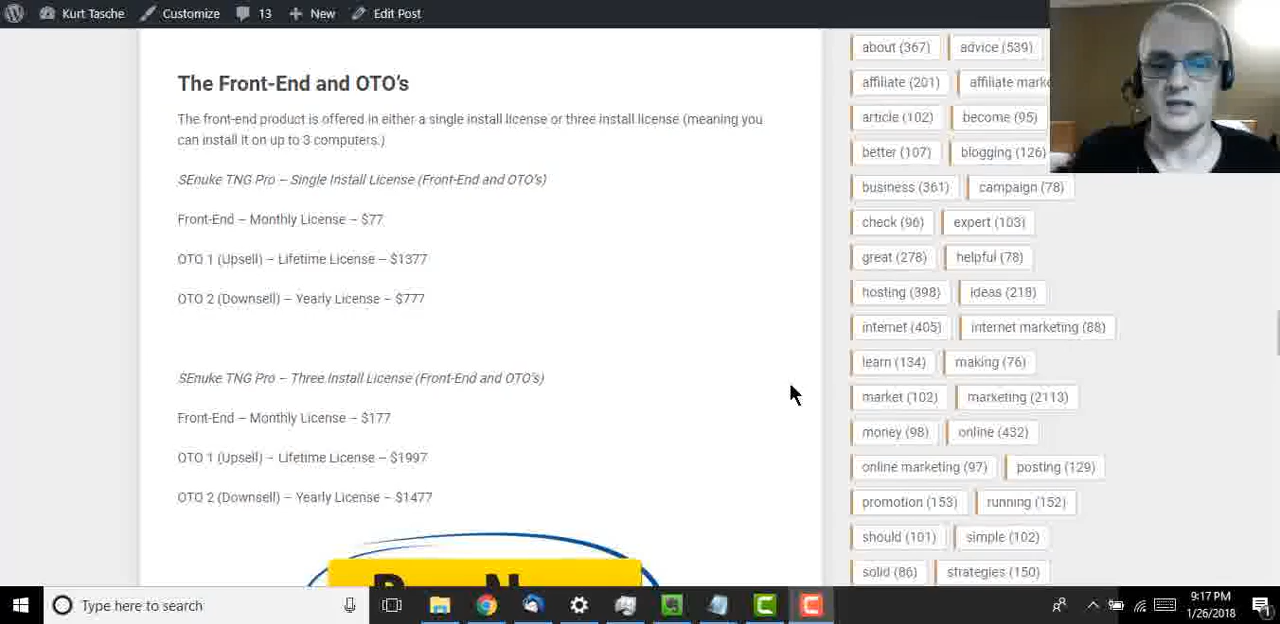 Kurt Tasche
Customize
13
New
Edit Post
The Front-End and OTO's
The front-end product is offered in either a single install license or three install license (meaning you
can install it on up to 3 computers.)
SEnuke TNG Pro – Single Install License (Front-End and OTO's)
Front-End – Monthly License – $77
OTO 1 (Upsell) – Lifetime License – $1377
OTO 2 (Downsell) – Yearly License – $777
SEnuke TNG Pro – Three Install License (Front-End and OTO's)
Front-End – Monthly License – $177
OTO 1 (Upsell) – Lifetime License – $1997
OTO 2 (Downsell) – Yearly License – $1477
about (367) advice (539)
affiliate (201)
article (102) become (95)
better (107) blogging (126)
business (361) campaign (78)
check (96) expert (103)
great (278) helpful (78)
hosting (398) ideas (218)
internet (405) internet marketing (88)
learn (134) making (76)
market (102) marketing (2113)
money (98) online (432)
online marketing (97) posting (129)
promotion (153) running (152)
should (101) simple (102)
solid (86) strategies (150)
Type here to search
9:17 PM
1/26/2018
1